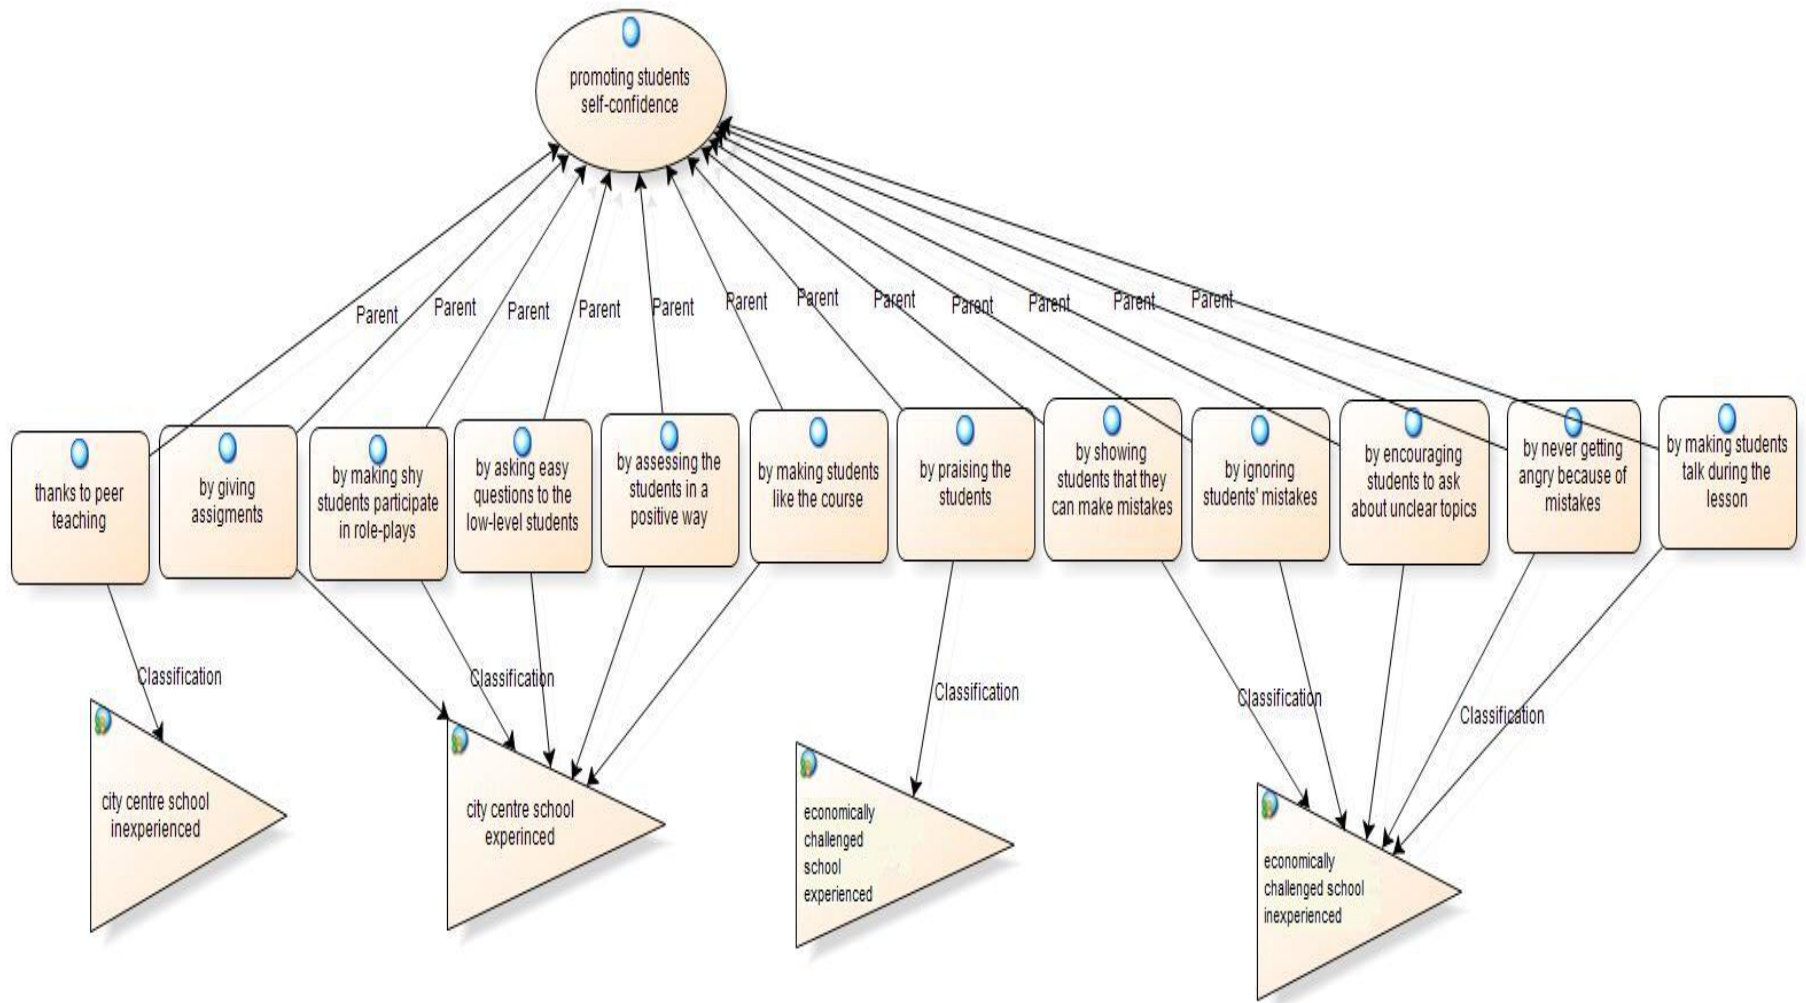 promoting students
self-confidence
Parent
Parent
Parent
Parent
Parent
Parent
Parent
Parent
Parent
Parent
Parent
Parent
thanks to peer
teaching
by giving
assigments
by making shy
students participate
in role-plays
by asking easy
questions to the
low-level students
by assessing the
students in a
positive way
by making students
like the course
by praising the
students
by showing
students that they
can make mistakes
by ignoring
students' mistakes
by encouraging
students to ask
about unclear topics
by never getting
angry because of
mistakes
by making students
talk during the
lesson
Classification
Classification
Classification
Classification
Classification
city centre school
inexperienced
city centre school
experinced
economically
challenged
school
experienced
economically
challenged school
inexperienced